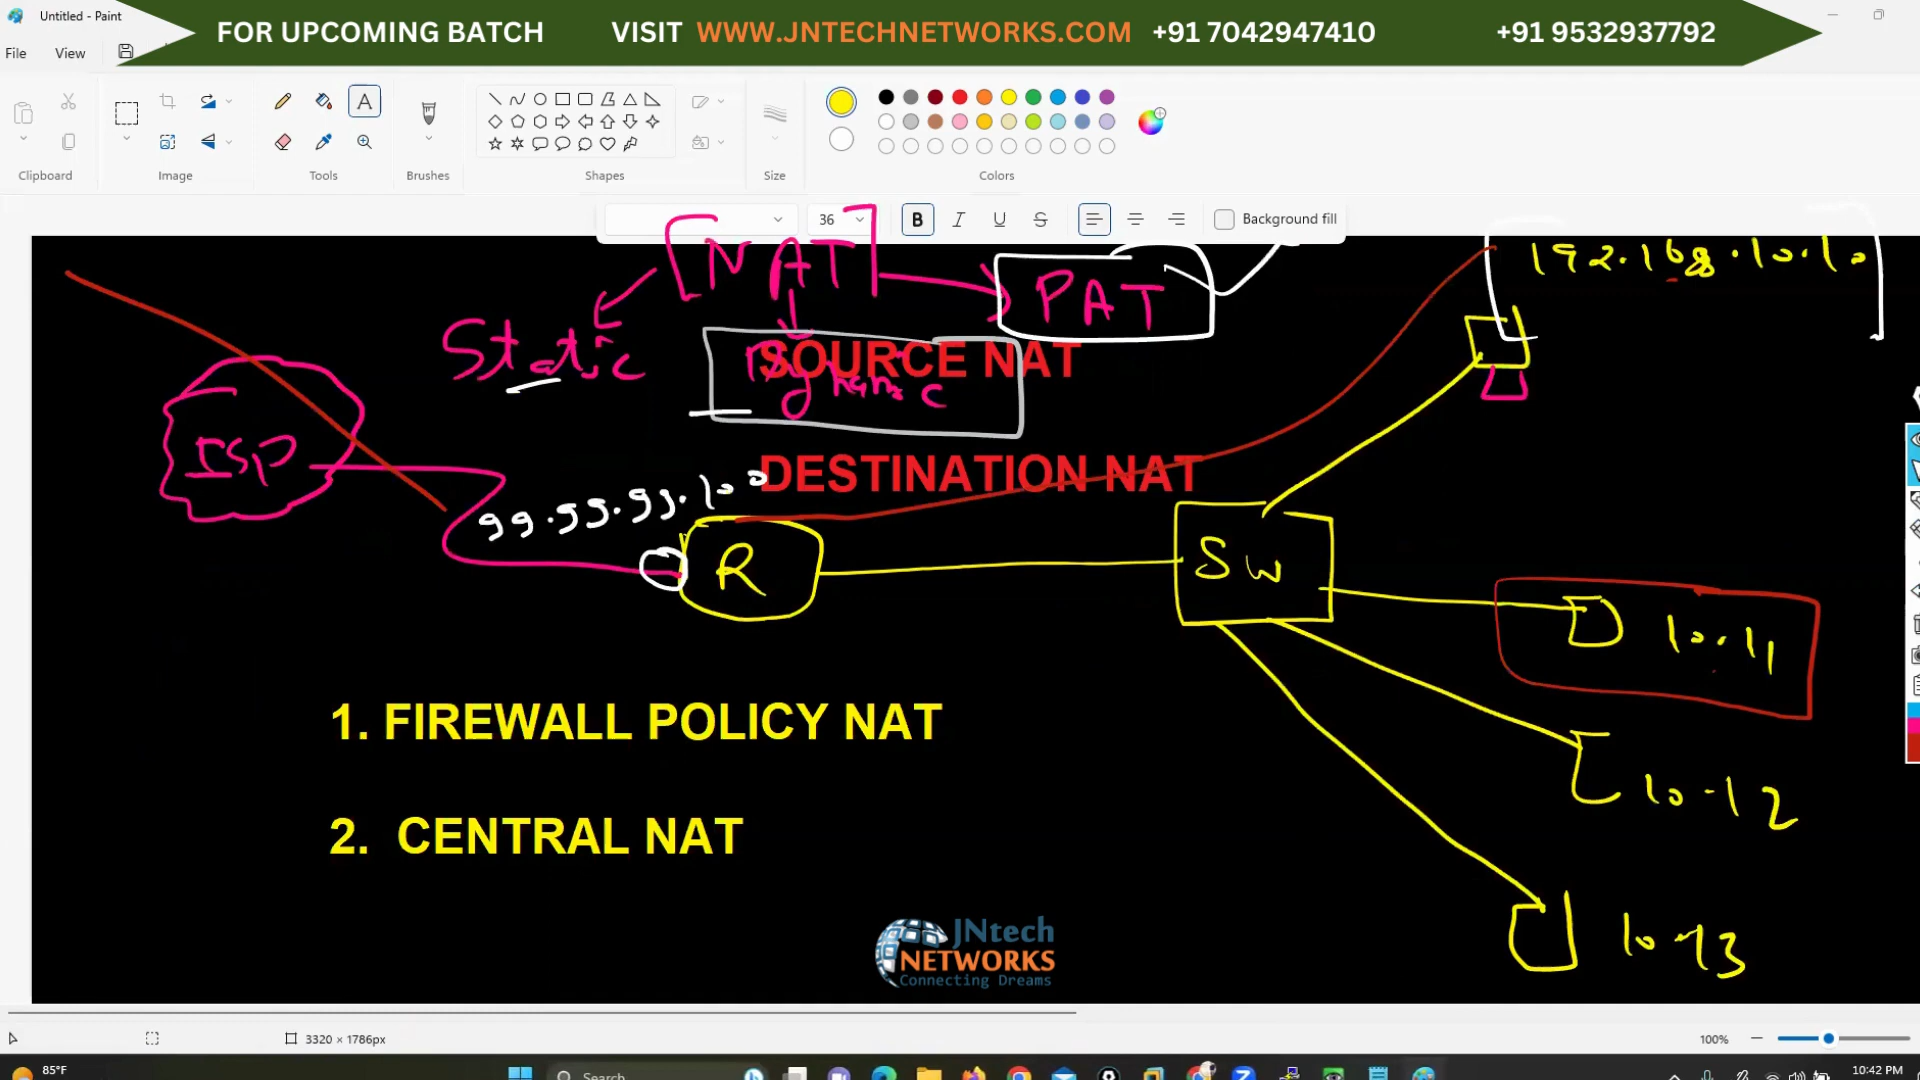 Untitled - Paint
FOR UPCOMING BATCH VISIT WWW.JNTECHNETWORKS.COM +91 7042947410 +91 9532937792
File View
Clipboard Image Tools Brushes Shapes Size Colors
36 B I U S Background fill
NAT
PAT
192.168.10.10
Static
SOURCE NAT
Dynamic
ISP
DESTINATION NAT
99.99.99.100
R
SW
10.11
1. FIREWALL POLICY NAT
10.12
2. CENTRAL NAT
10.13
JNtech
NETWORKS
Connecting Dreams
3320 × 1786px 100%
85°F Search 10:42 PM